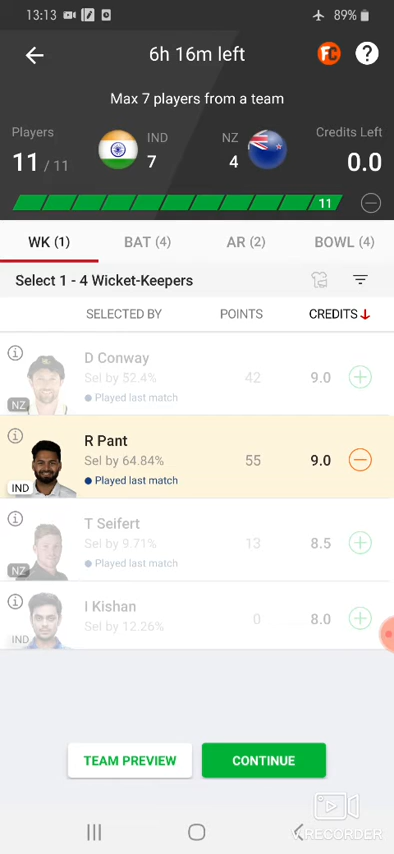 13:13
89%
6h 16m left
FC
?
Max 7 players from a team
Players
IND
NZ
Credits Left
11 / 11
7
4
0.0
11
WK (1)
BAT (4)
AR (2)
BOWL (4)
Select 1 - 4 Wicket-Keepers
SELECTED BY
POINTS
CREDITS
D Conway
Sel by 52.4%
42
9.0
Played last match
NZ
R Pant
Sel by 64.84%
55
9.0
Played last match
IND
T Seifert
Sel by 9.71%
13
8.5
Played last match
NZ
I Kishan
Sel by 12.26%
0
8.0
IND
TEAM PREVIEW
CONTINUE
V RECORDER